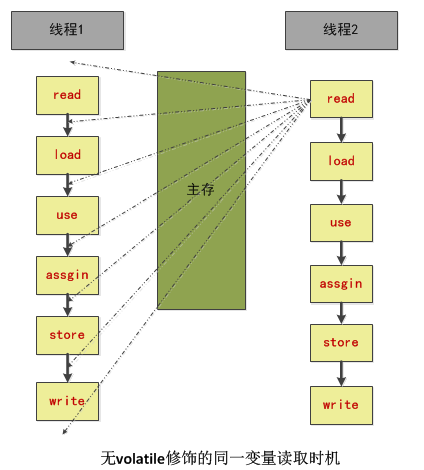 线程1
线程2
read
load
use
assgin
store
write
主存
read
load
use
assgin
store
write
无volatile修饰的同一变量读取时机